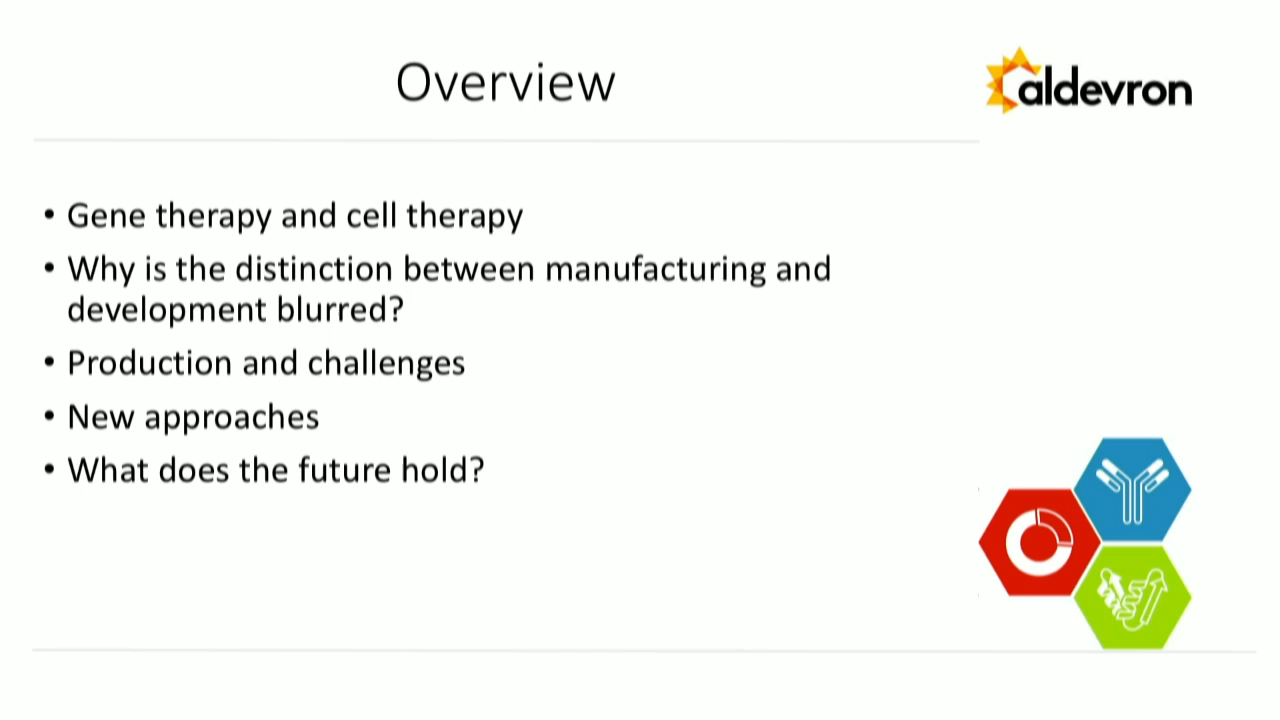 Overview
aldevron
• Gene therapy and cell therapy
• Why is the distinction between manufacturing and
development blurred?
• Production and challenges
• New approaches
• What does the future hold?